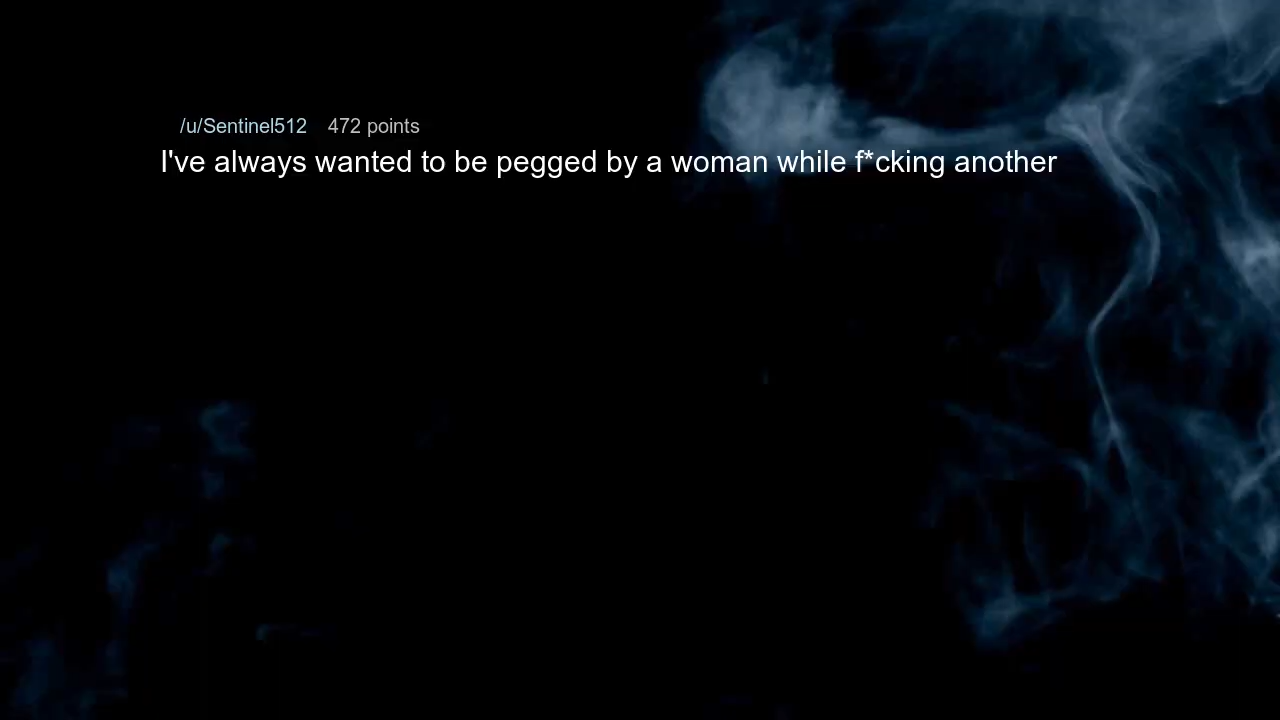 /u/Sentinel512 472 points
I've always wanted to be pegged by a woman while f*cking another